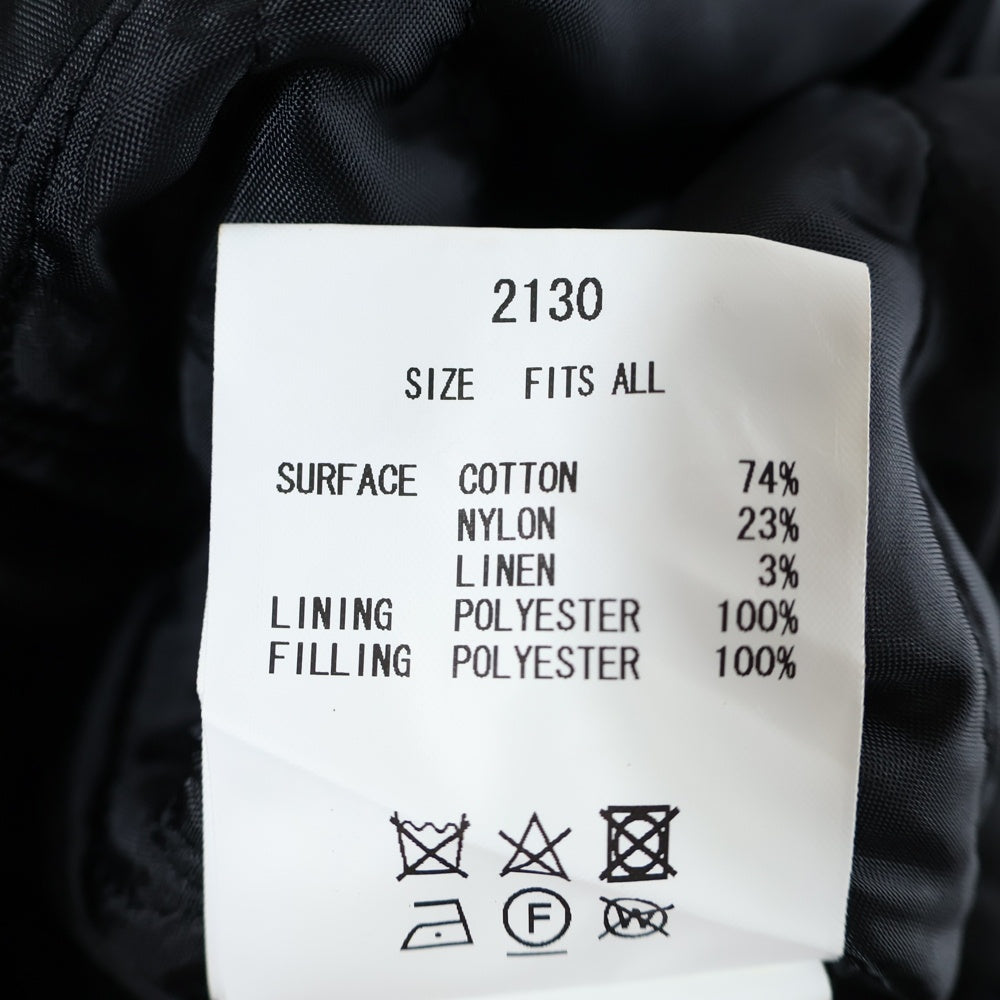 2130
SIZE FITS ALL
SURFACE COTTON 74%
NYLON 23%
LINEN 3%
LINING POLYESTER 100%
FILLING POLYESTER 100%
F
W